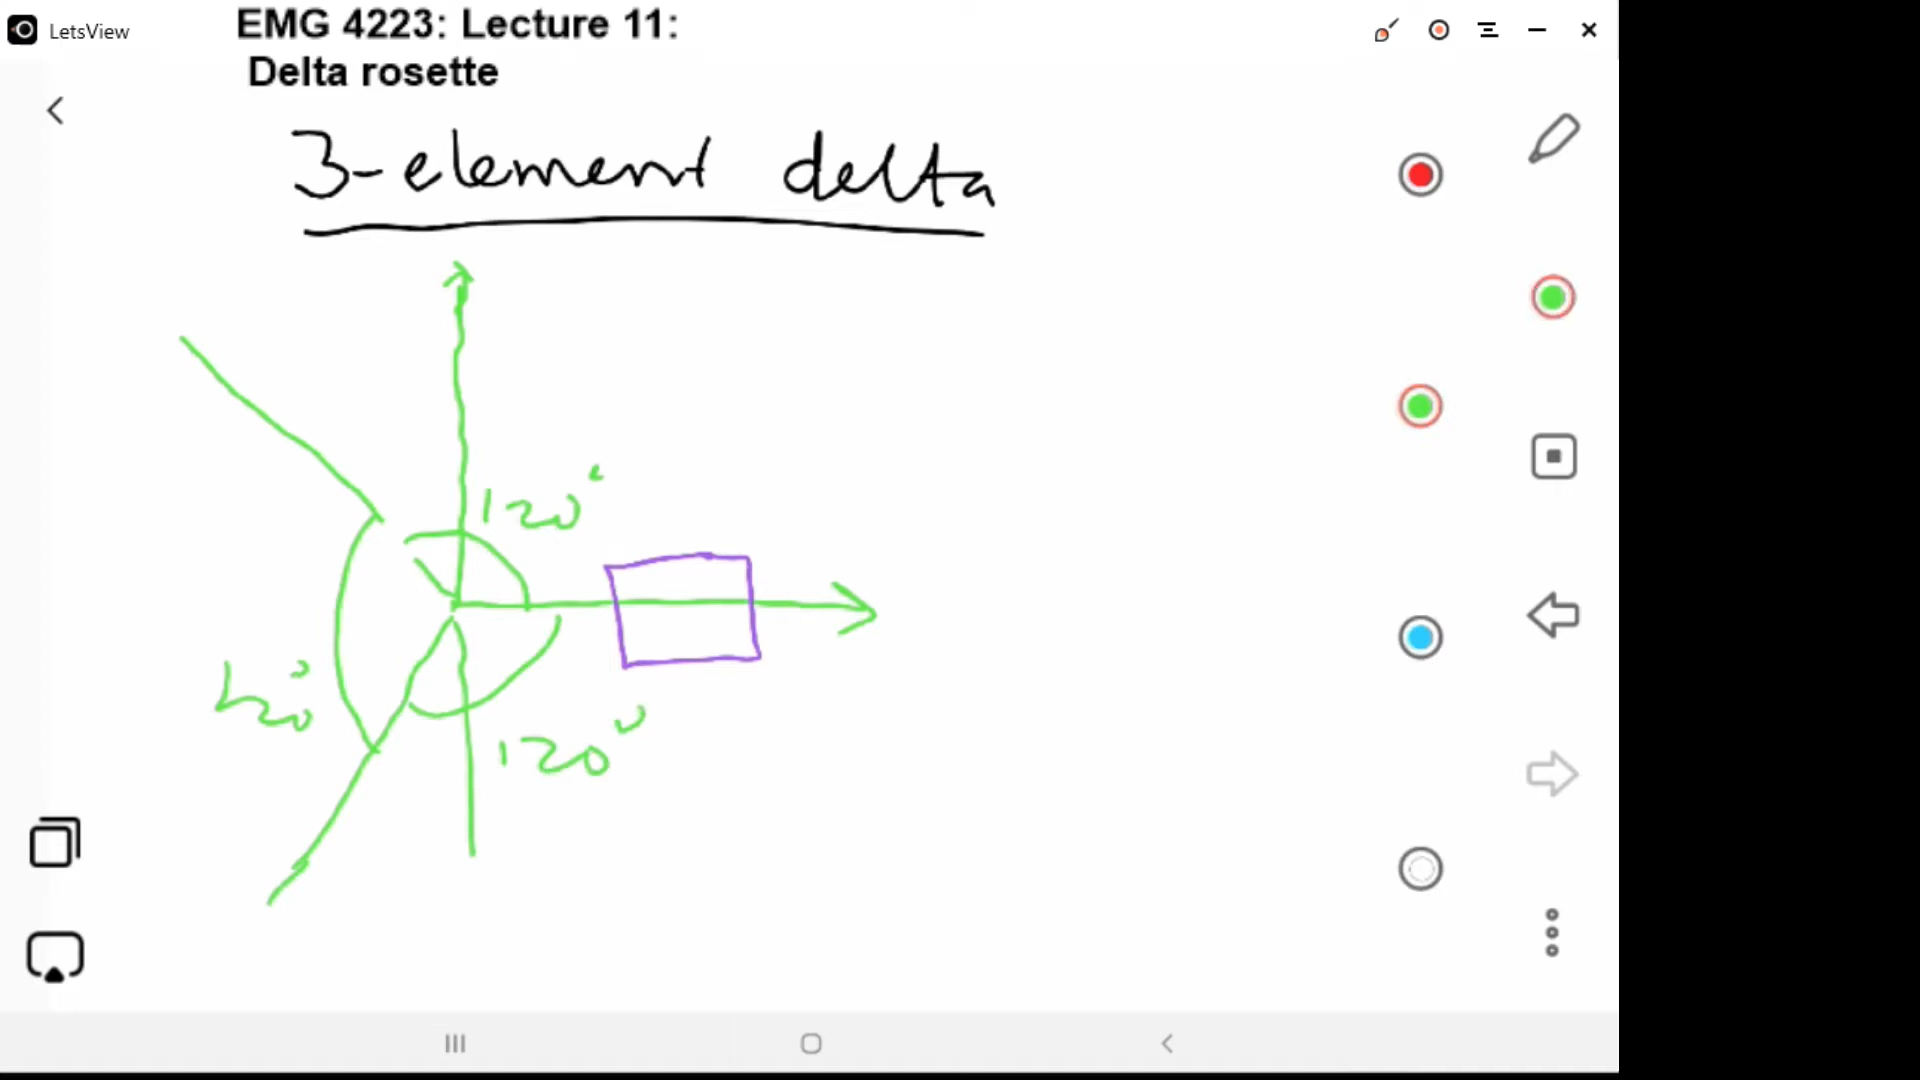 LetsView
EMG 4223: Lecture 11:
Delta rosette
3-element delta
120°
120°
120°